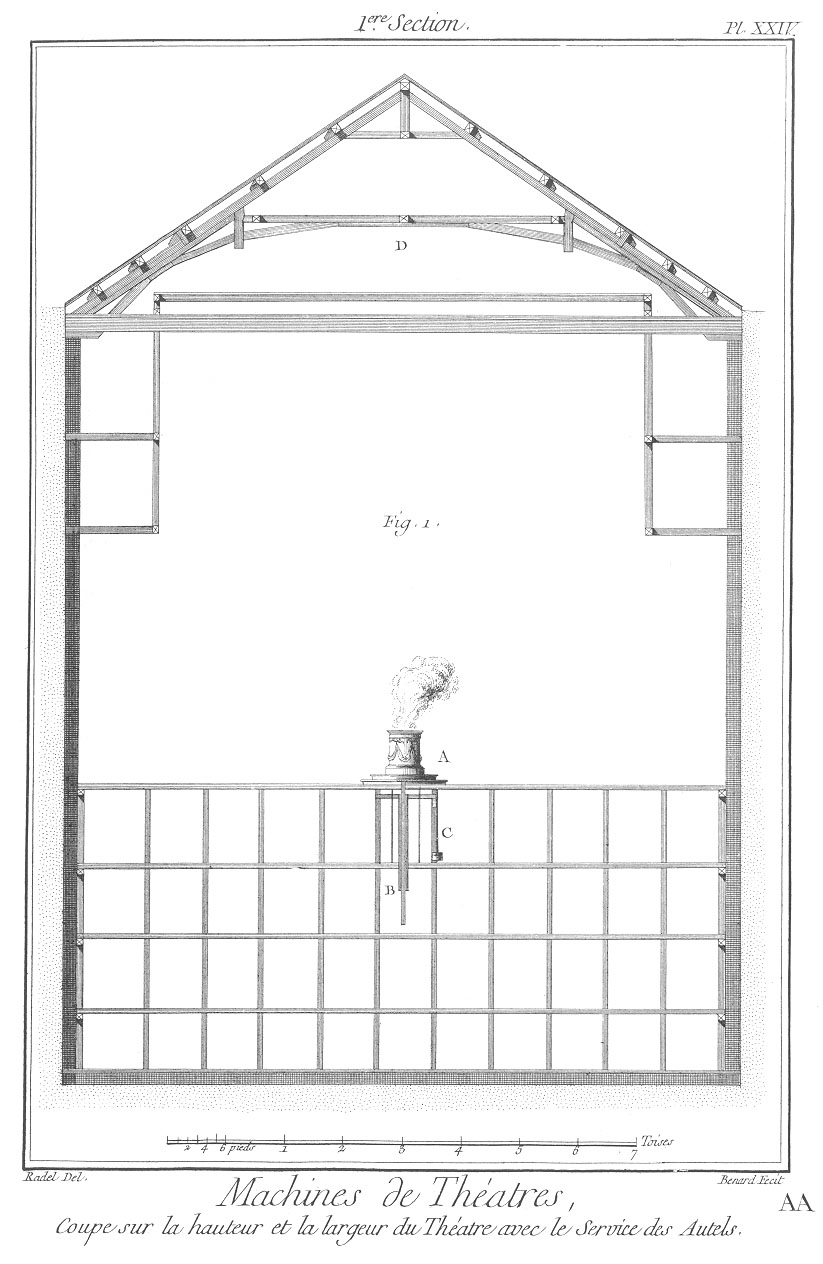 1.ere Section.
Pl. XXIV.
D
Fig. 1.
A
C
B
2 4 6 pieds 1 2 3 4 5 6 7 Toises
Radel Del.
Benard Fecit
Machines de Théatres,
AA
Coupe sur la hauteur et la largeur du Théatre avec le Service des Autels.